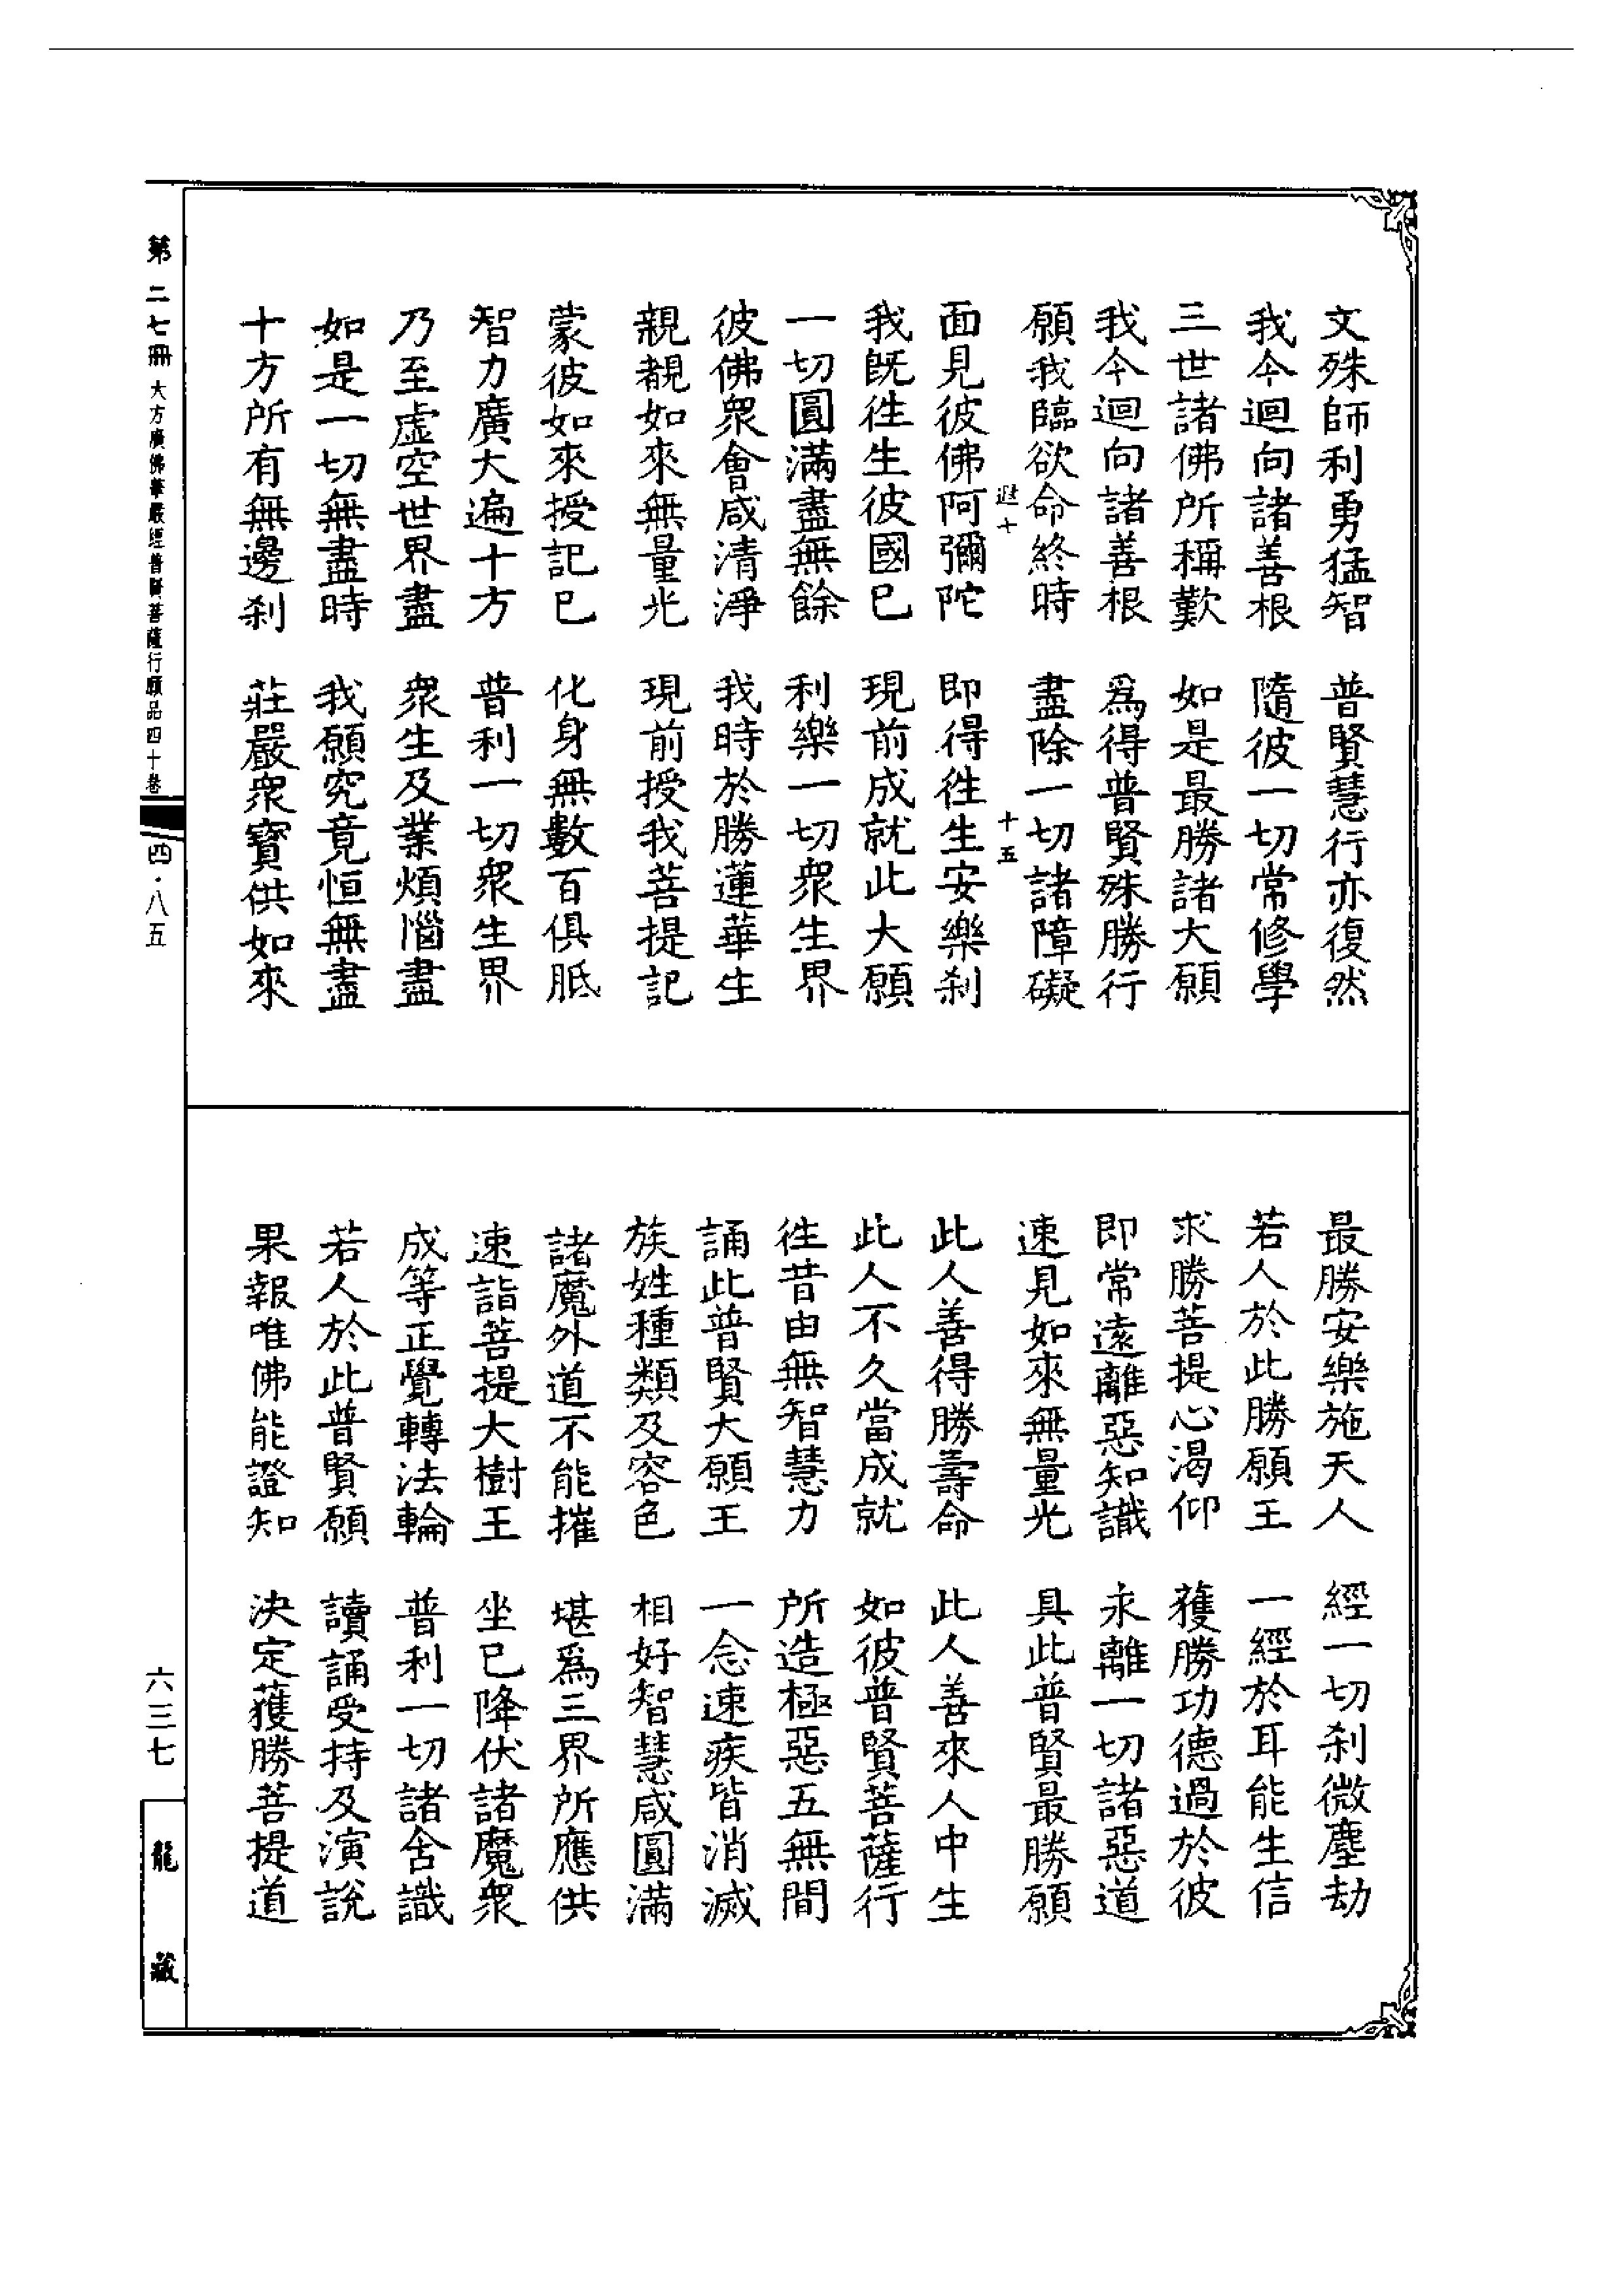 文殊師利勇猛智　普賢慧行亦復然
我今迴向諸善根　隨彼一切常修學
三世諸佛所稱歎　如是最勝諸大願
我今迴向諸善根　爲得普賢殊勝行
願我臨欲命終時　盡除一切諸障礙
十五
面見彼佛阿彌陀　即得徃生安樂刹
我旣徃生彼國已　現前成就此大願
一切圓滿盡無餘　利樂一切衆生界
彼佛衆會咸清淨　我時於勝蓮華生
親覩如來無量光　現前授我菩提記
蒙彼如來授記已　化身無數百俱胝
智力廣大遍十方　普利一切衆生界
乃至虛空世界盡　衆生及業煩惱盡
如是一切無盡時　我願究竟恒無盡
十方所有無邊刹　莊嚴衆寶供如來
最勝安樂施天人　經一切刹微塵劫
若人於此勝願王　一經於耳能生信
求勝菩提心渴仰　獲勝功德過於彼
即常遠離惡知識　永離一切諸惡道
速見如來無量光　具此普賢最勝願
此人善得勝壽命　此人善來人中生
此人不久當成就　如彼普賢菩薩行
徃昔由無智慧力　所造極惡五無間
誦此普賢大願王　一念速疾皆消滅
族姓種類及容色　相好智慧咸圓滿
諸魔外道不能摧　堪爲三界所應供
速詣菩提大樹王　坐已降伏諸魔衆
成等正覺轉法輪　普利一切諸含識
若人於此普賢願　讀誦受持及演說
果報唯佛能證知　決定獲勝菩提道
第二七冊 大方廣佛華嚴經普賢菩薩行願品四十卷 四·八五
六三七
龍藏